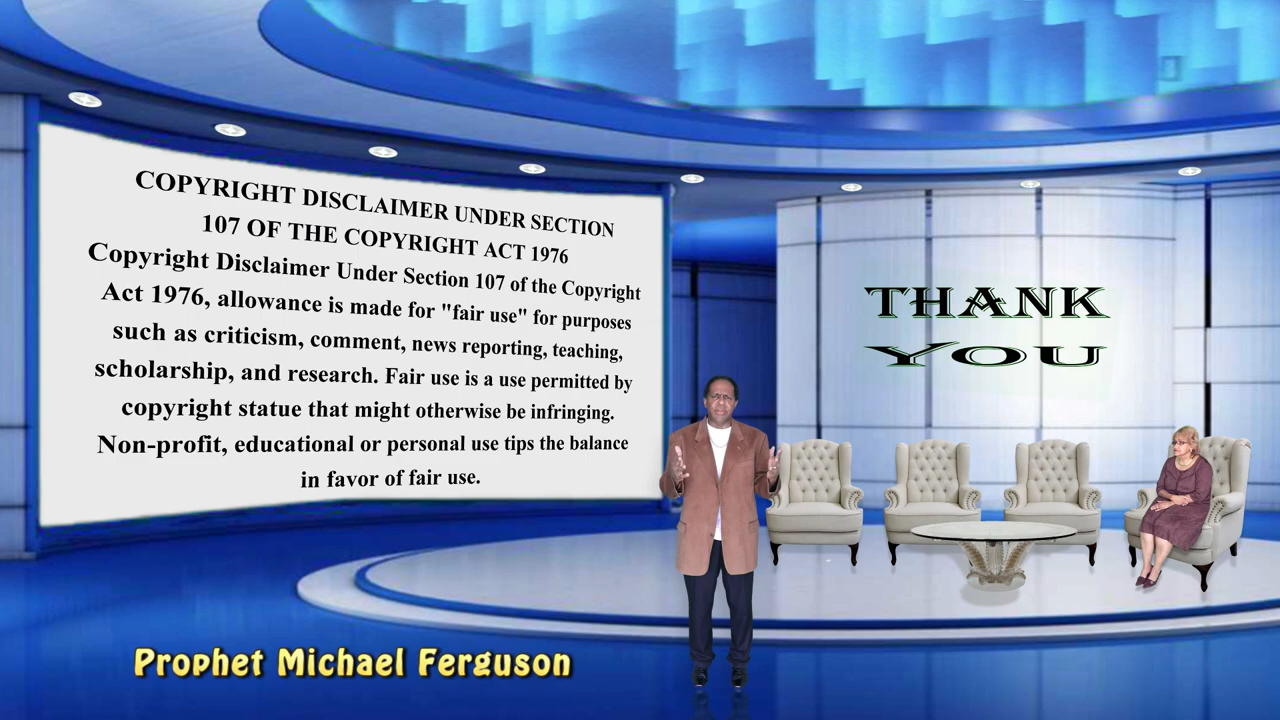 COPYRIGHT DISCLAIMER UNDER SECTION
107 OF THE COPYRIGHT ACT 1976
Copyright Disclaimer Under Section 107 of the Copyright
Act 1976, allowance is made for "fair use" for purposes
such as criticism, comment, news reporting, teaching,
scholarship, and research. Fair use is a use permitted by
copyright statue that might otherwise be infringing.
Non-profit, educational or personal use tips the balance
in favor of fair use.
THANK
YOU
Prophet Michael Ferguson